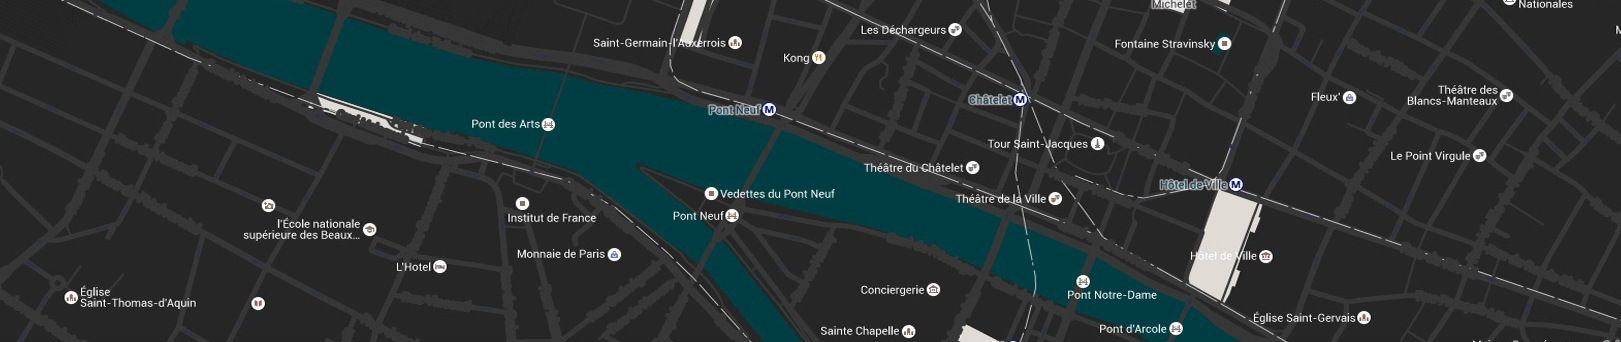 Michelet
Nationales
Les Déchargeurs
Saint-Germain-l'Auxerrois
Fontaine Stravinsky
Kong
Théâtre des
Blancs-Manteaux
Fleux'
Châtelet
Pont Neuf
Pont des Arts
Tour Saint-Jacques
Le Point Virgule
Théâtre du Châtelet
Hôtel de Ville
Vedettes du Pont Neuf
Théâtre de la Ville
Institut de France
Pont Neuf
l'École nationale
supérieure des Beaux...
Monnaie de Paris
Hôtel de Ville
L'Hotel
Conciergerie
Église
Saint-Thomas-d'Aquin
Pont Notre-Dame
Église Saint-Gervais
Pont d'Arcole
Sainte Chapelle